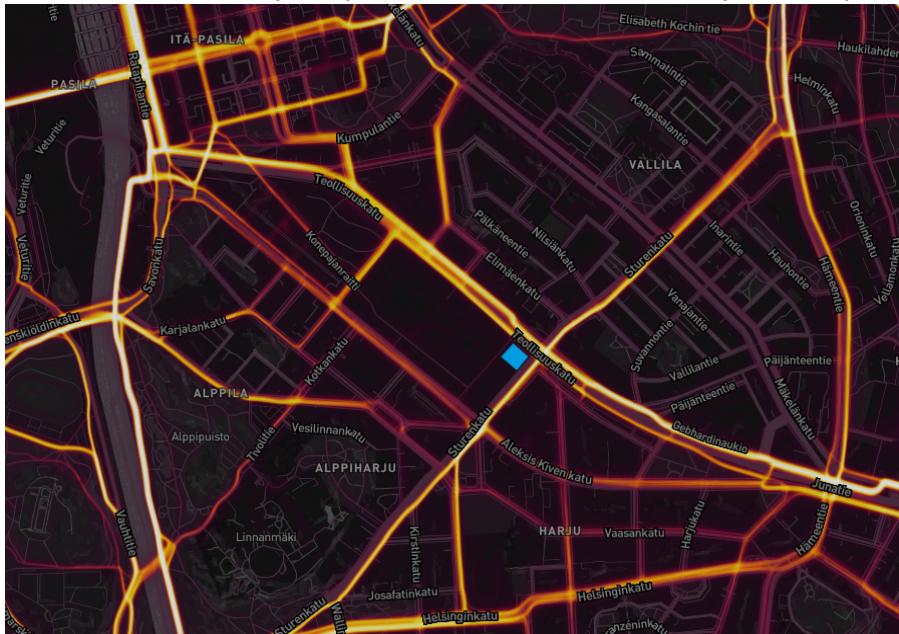 Elisabeth Kochin tie
ITÄ-PASILA
Haukilahden
Sammatintie
Ratapihantie
PASILA
Helminkatu
Kangasalantie
Veturitie
Kumpulantie
VALLILA
Veturitie
Teollisuuskatu
Orioninkatu
Pälkäneentie
Nilsiänkatu
Inarintie
Konepajanraitti
Sturenkatu
Hauhontie
Veturitie
Savonkatu
Elimäenkatu
Hämeentie
Vellamonkatu
Vanajantie
enskiöldinkatu
Karjalankatu
Teollisuuskatu
Suvannontie
Kotkankatu
Vallilantie
Päijänteentie
ALPPILA
Päijänteentie
Mäkelänkatu
Alppipuisto
Vesilinnankatu
Sturenkatu
Gebhardinaukio
Tivolitie
Aleksis Kiven katu
ALPPIHARJU
Junatie
Vauhtitie
Linnanmäki
Kirstinkatu
HARJU
Vaasankatu
Harjukatu
Hämeentie
Josafatinkatu
Helsinginkatu
Sturenkatu
Helsinginkatu